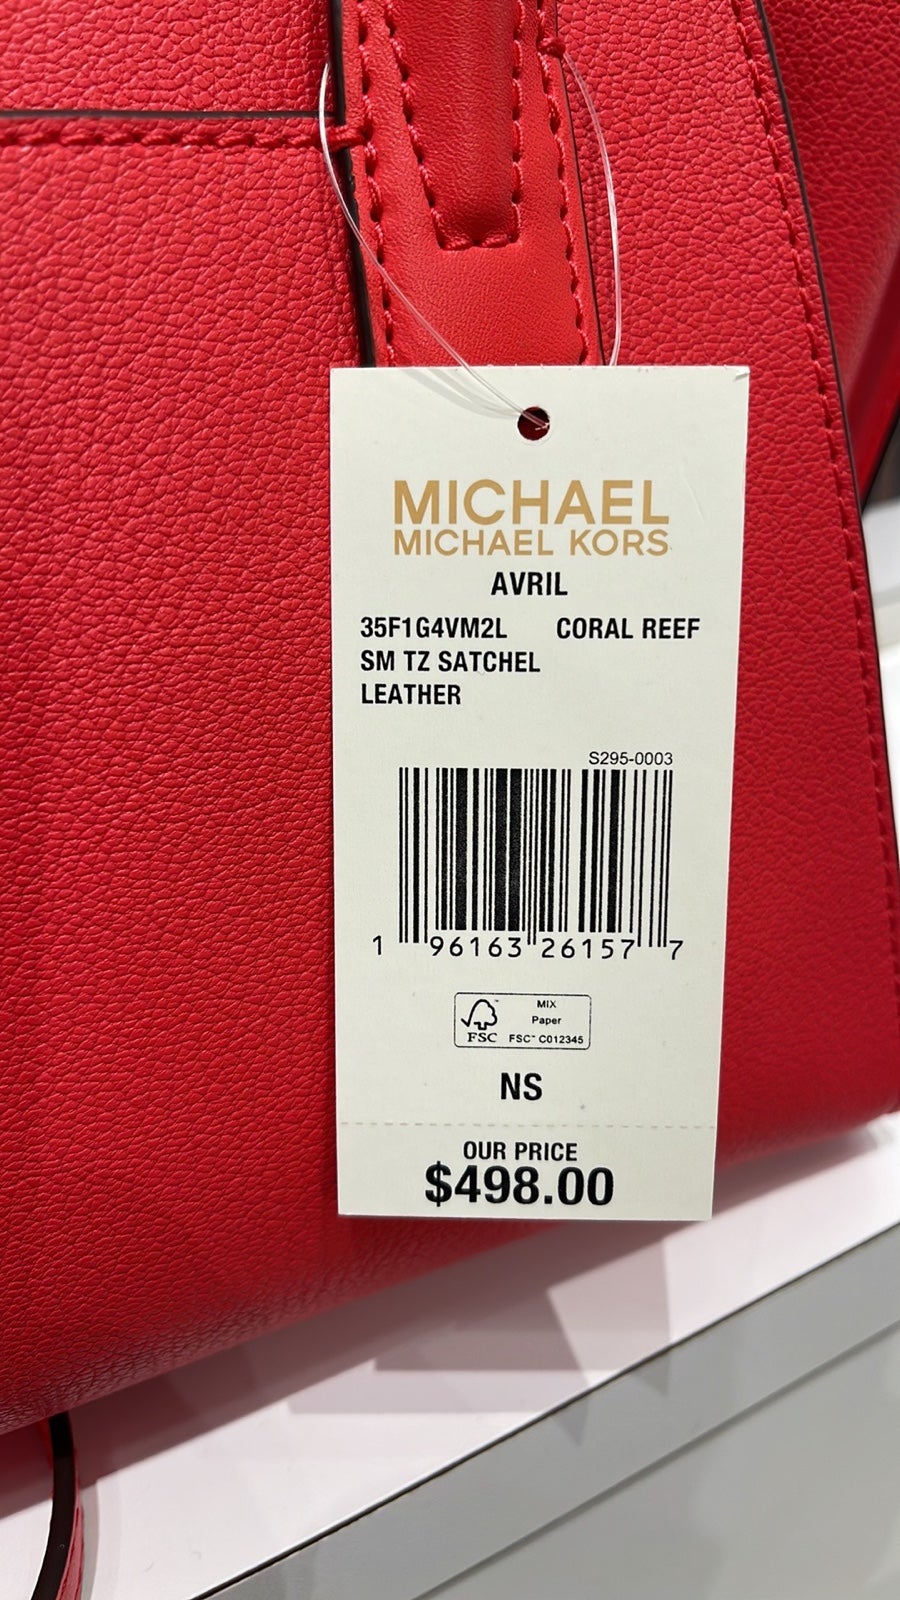 MICHAEL
MICHAEL KORS
AVRIL
35F1G4VM2L CORAL REEF
SM TZ SATCHEL
LEATHER
S295-0003
1 96163 26157 7
FSC
MIX
Paper
FSC™ C012345
NS
OUR PRICE
$498.00